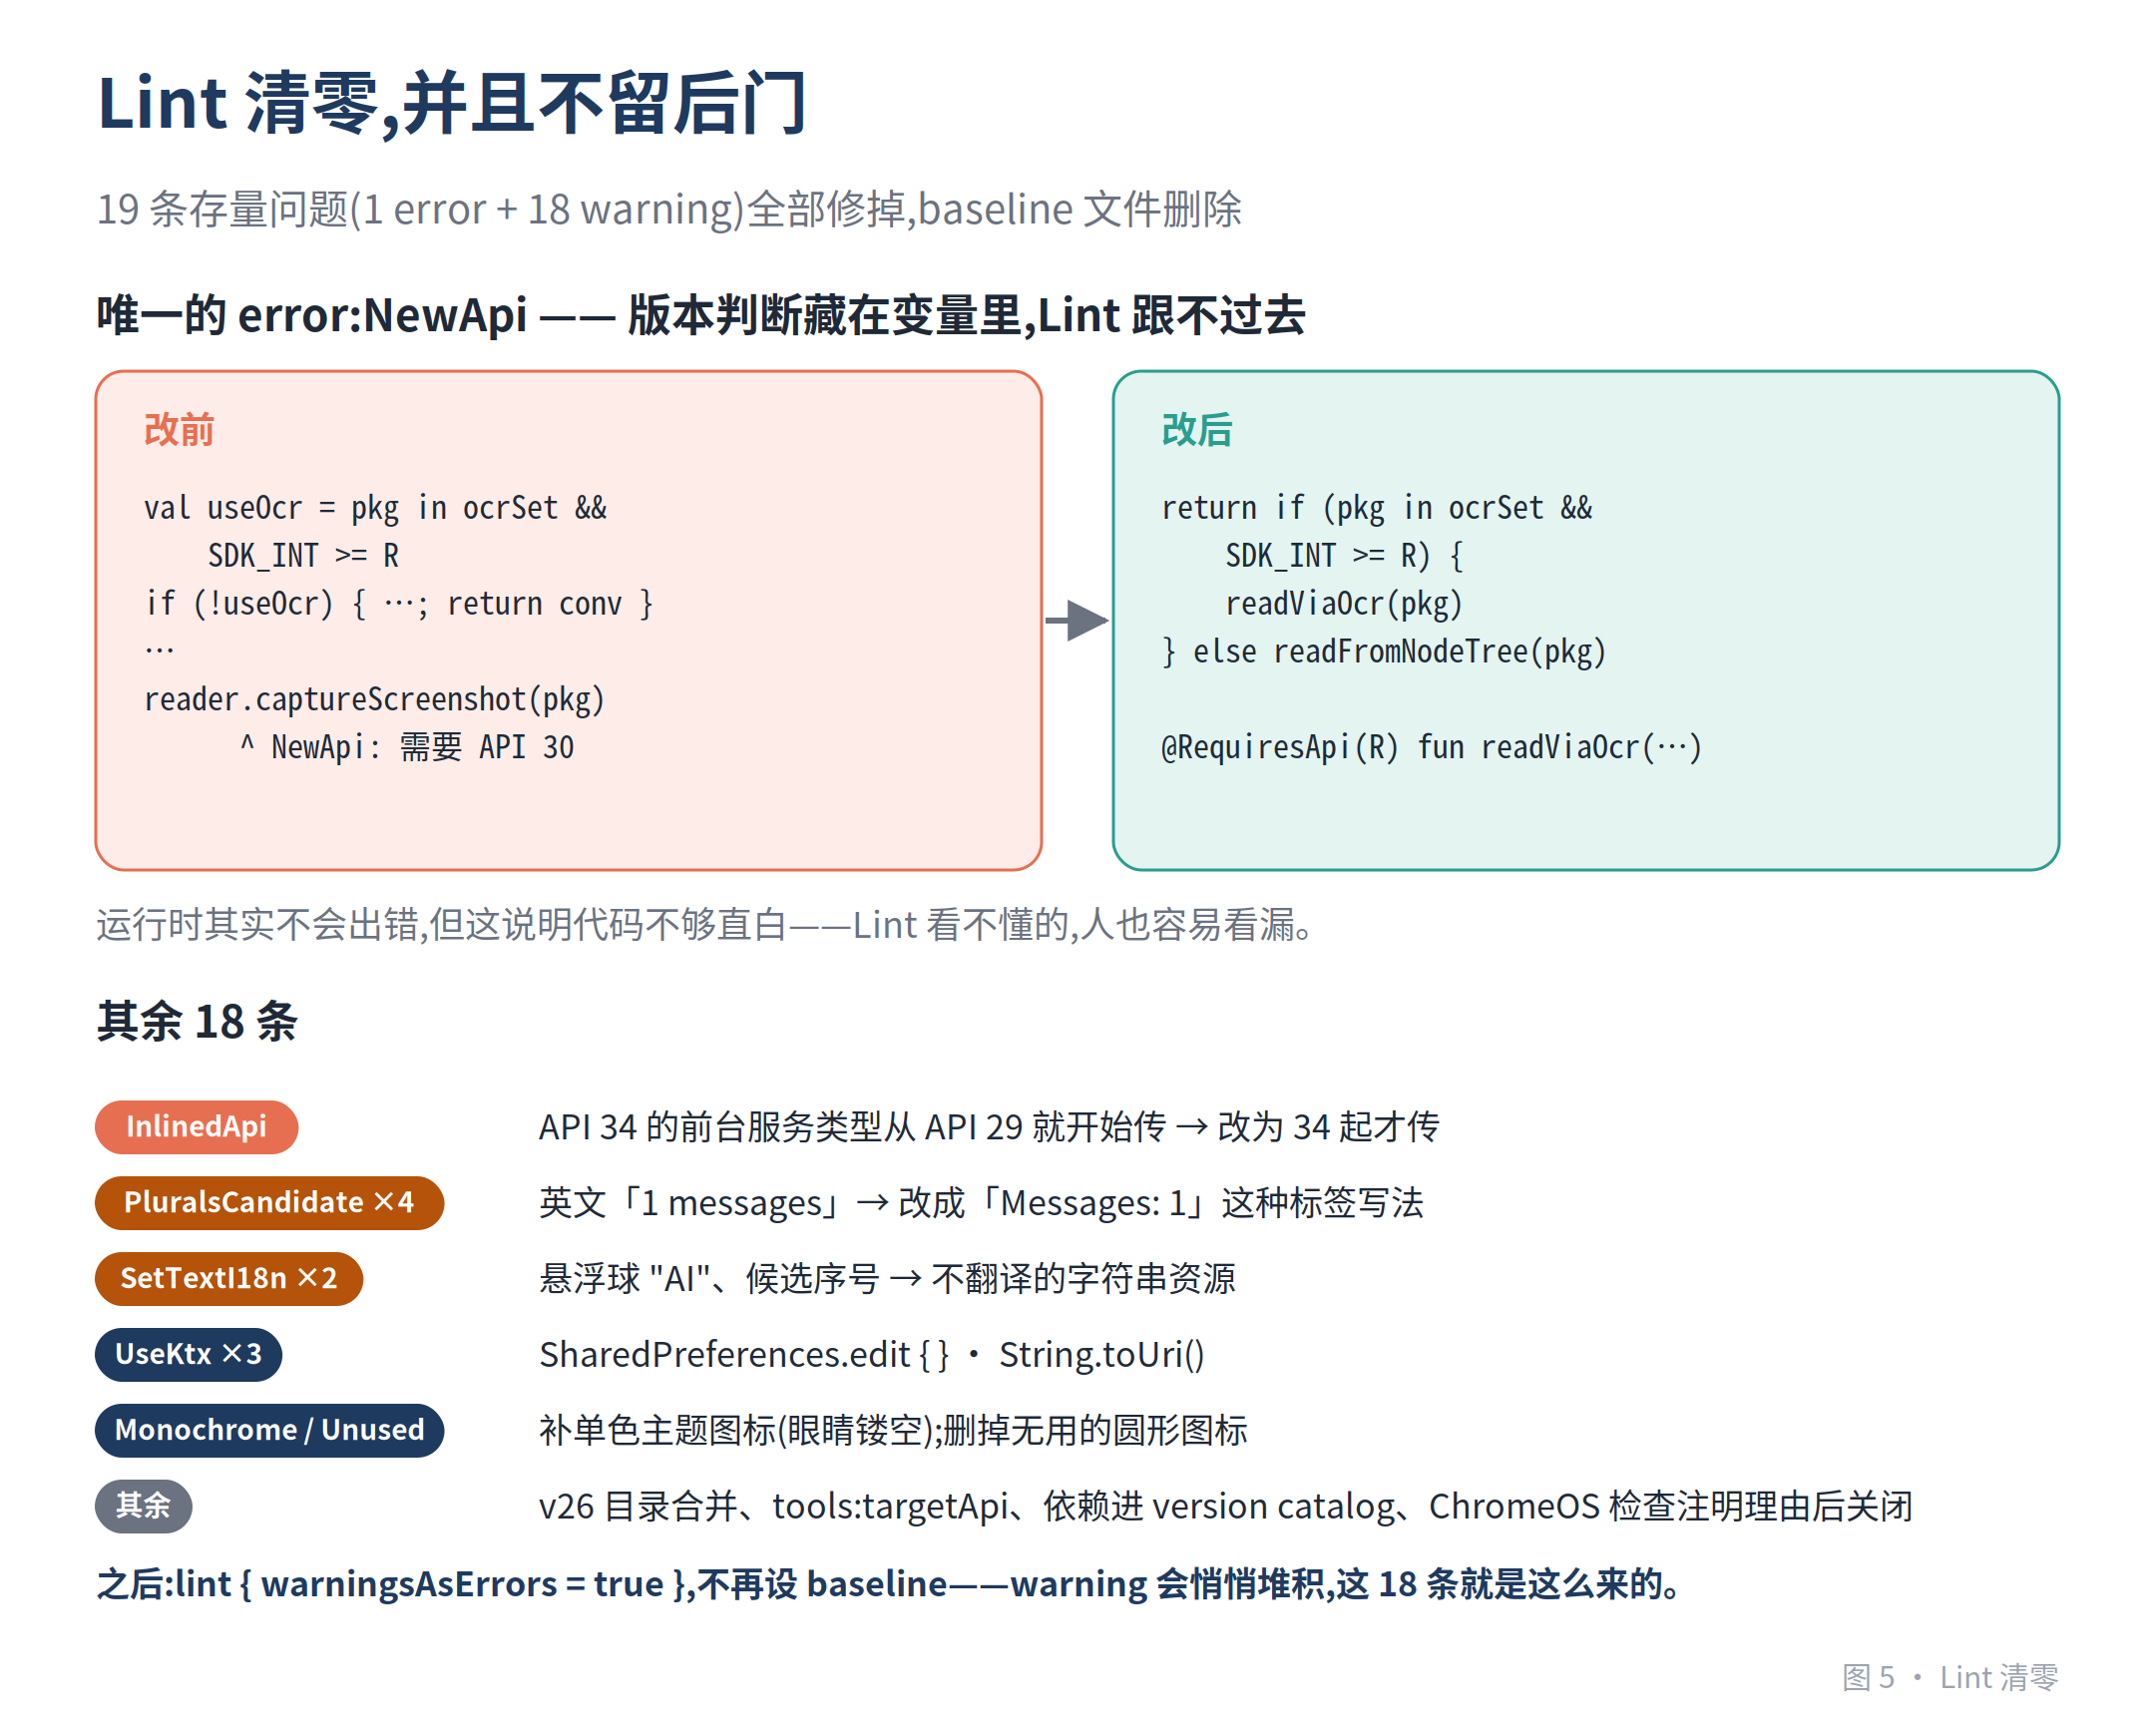 Lint 清零,并且不留后门
19 条存量问题(1 error + 18 warning)全部修掉,baseline 文件删除
唯一的 error:NewApi —— 版本判断藏在变量里,Lint 跟不过去
改前
val useOcr = pkg in ocrSet &&
    SDK_INT >= R
if (!useOcr) { …; return conv }
…
reader.captureScreenshot(pkg)
      ^ NewApi: 需要 API 30
改后
return if (pkg in ocrSet &&
    SDK_INT >= R) {
    readViaOcr(pkg)
} else readFromNodeTree(pkg)
@RequiresApi(R) fun readViaOcr(…)
运行时其实不会出错,但这说明代码不够直白——Lint 看不懂的,人也容易看漏。
其余 18 条
InlinedApi API 34 的前台服务类型从 API 29 就开始传 → 改为 34 起才传
PluralsCandidate ×4 英文「1 messages」→ 改成「Messages: 1」这种标签写法
SetTextI18n ×2 悬浮球 "AI"、候选序号 → 不翻译的字符串资源
UseKtx ×3 SharedPreferences.edit { } · String.toUri()
Monochrome / Unused 补单色主题图标(眼睛镂空);删掉无用的圆形图标
其余 v26 目录合并、tools:targetApi、依赖进 version catalog、ChromeOS 检查注明理由后关闭
之后:lint { warningsAsErrors = true },不再设 baseline——warning 会悄悄堆积,这 18 条就是这么来的。
图 5 · Lint 清零